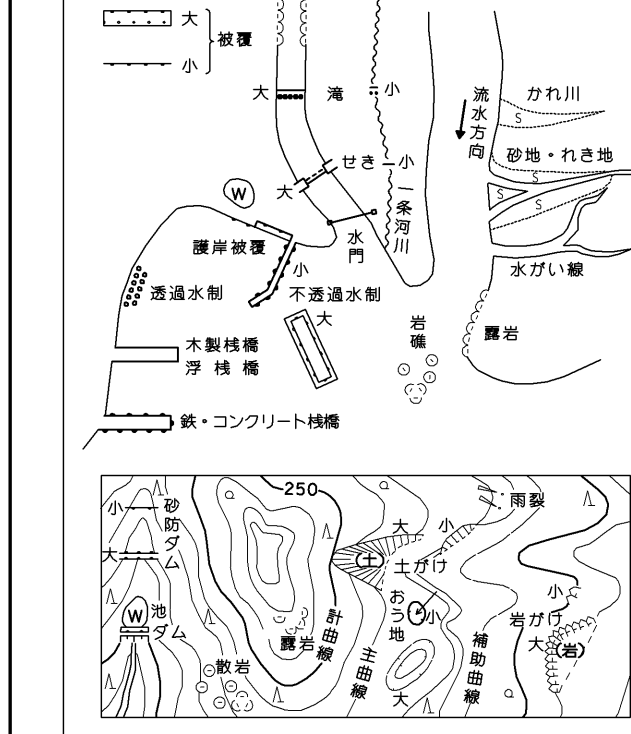 大
被覆
小
大 滝 小
流水方向
かれ川
S
砂地・れき地
S
S
S
せき 小
大
W
一条河川
水門
護岸被覆
小
水がい線
透過水制
不透過水制
大
岩礁
露岩
木製桟橋
浮桟橋
鉄・コンクリート桟橋
250
小
砂防ダム
大
雨裂
大 小
土
土がけ
おう地
小
小
岩がけ
大
岩
W
池
ダム
計曲線
露岩
主曲線
補助曲線
散岩
大